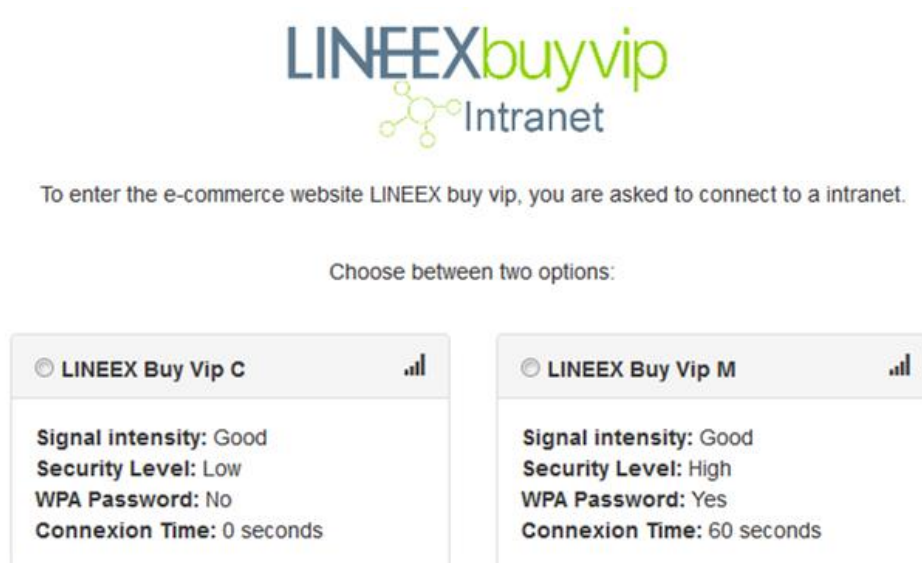 LINEEXbuyvip
Intranet
To enter the e-commerce website LINEEX buy vip, you are asked to connect to a intranet.
Choose between two options:
LINEEX Buy Vip C
Signal intensity: Good
Security Level: Low
WPA Password: No
Connexion Time: 0 seconds
LINEEX Buy Vip M
Signal intensity: Good
Security Level: High
WPA Password: Yes
Connexion Time: 60 seconds